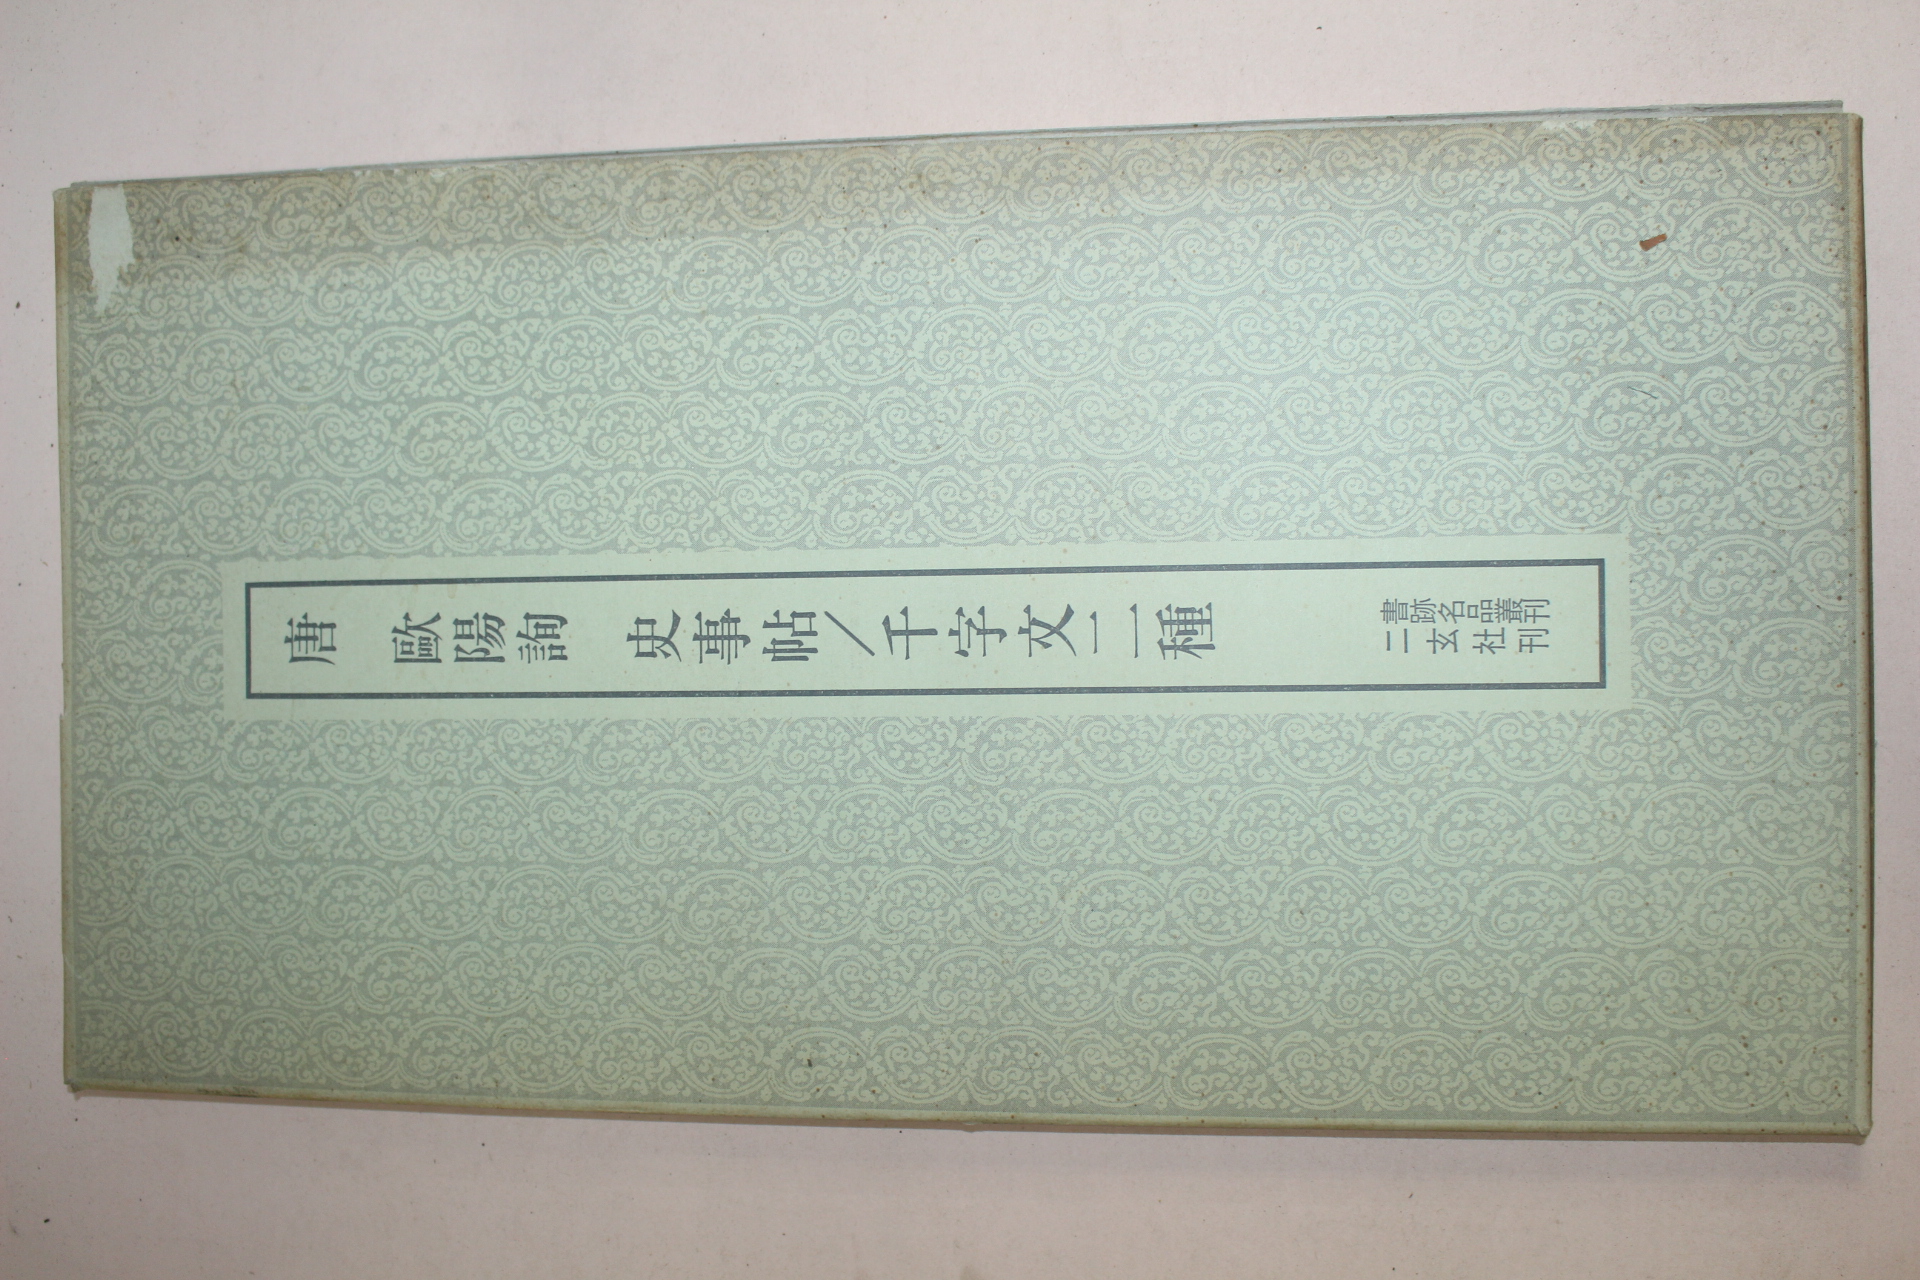 唐 歐陽詢 史事帖/千字文二種
書跡名品叢刊
二玄社刊